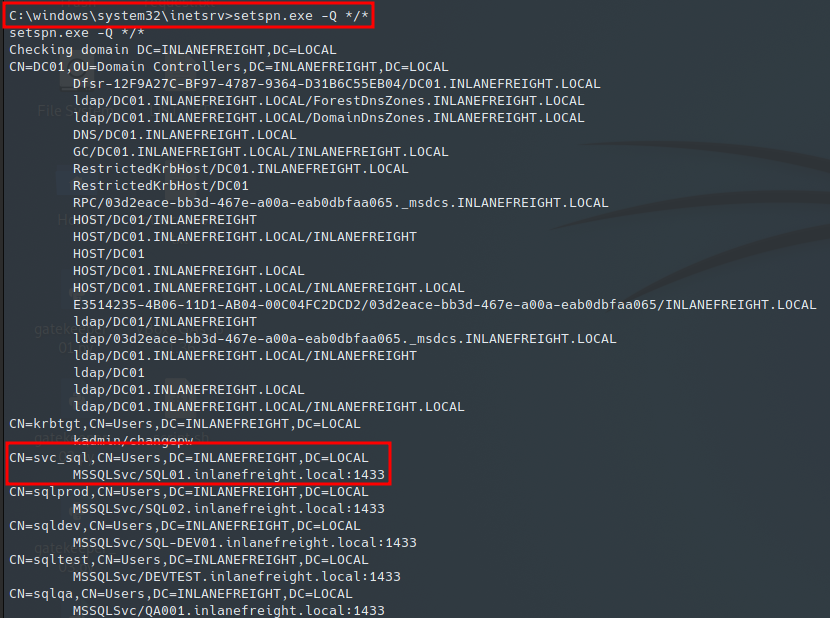 C:\windows\system32\inetsrv>setspn.exe -Q */*
setspn.exe -Q */*
Checking domain DC=INLANEFREIGHT,DC=LOCAL
CN=DC01,OU=Domain Controllers,DC=INLANEFREIGHT,DC=LOCAL
        Dfsr-12F9A27C-BF97-4787-9364-D31B6C55EB04/DC01.INLANEFREIGHT.LOCAL
        ldap/DC01.INLANEFREIGHT.LOCAL/ForestDnsZones.INLANEFREIGHT.LOCAL
        ldap/DC01.INLANEFREIGHT.LOCAL/DomainDnsZones.INLANEFREIGHT.LOCAL
        DNS/DC01.INLANEFREIGHT.LOCAL
        GC/DC01.INLANEFREIGHT.LOCAL/INLANEFREIGHT.LOCAL
        RestrictedKrbHost/DC01.INLANEFREIGHT.LOCAL
        RestrictedKrbHost/DC01
        RPC/03d2eace-bb3d-467e-a00a-eab0dbfaa065._msdcs.INLANEFREIGHT.LOCAL
        HOST/DC01/INLANEFREIGHT
        HOST/DC01.INLANEFREIGHT.LOCAL/INLANEFREIGHT
        HOST/DC01
        HOST/DC01.INLANEFREIGHT.LOCAL
        HOST/DC01.INLANEFREIGHT.LOCAL/INLANEFREIGHT.LOCAL
        E3514235-4B06-11D1-AB04-00C04FC2DCD2/03d2eace-bb3d-467e-a00a-eab0dbfaa065/INLANEFREIGHT.LOCAL
        ldap/DC01/INLANEFREIGHT
        ldap/03d2eace-bb3d-467e-a00a-eab0dbfaa065._msdcs.INLANEFREIGHT.LOCAL
        ldap/DC01.INLANEFREIGHT.LOCAL/INLANEFREIGHT
        ldap/DC01
        ldap/DC01.INLANEFREIGHT.LOCAL
        ldap/DC01.INLANEFREIGHT.LOCAL/INLANEFREIGHT.LOCAL
CN=krbtgt,CN=Users,DC=INLANEFREIGHT,DC=LOCAL
        kadmin/changepw
CN=svc_sql,CN=Users,DC=INLANEFREIGHT,DC=LOCAL
        MSSQLSvc/SQL01.inlanefreight.local:1433
CN=sqlprod,CN=Users,DC=INLANEFREIGHT,DC=LOCAL
        MSSQLSvc/SQL02.inlanefreight.local:1433
CN=sqldev,CN=Users,DC=INLANEFREIGHT,DC=LOCAL
        MSSQLSvc/SQL-DEV01.inlanefreight.local:1433
CN=sqltest,CN=Users,DC=INLANEFREIGHT,DC=LOCAL
        MSSQLSvc/DEVTEST.inlanefreight.local:1433
CN=sqlqa,CN=Users,DC=INLANEFREIGHT,DC=LOCAL
        MSSQLSvc/QA001.inlanefreight.local:1433
File System